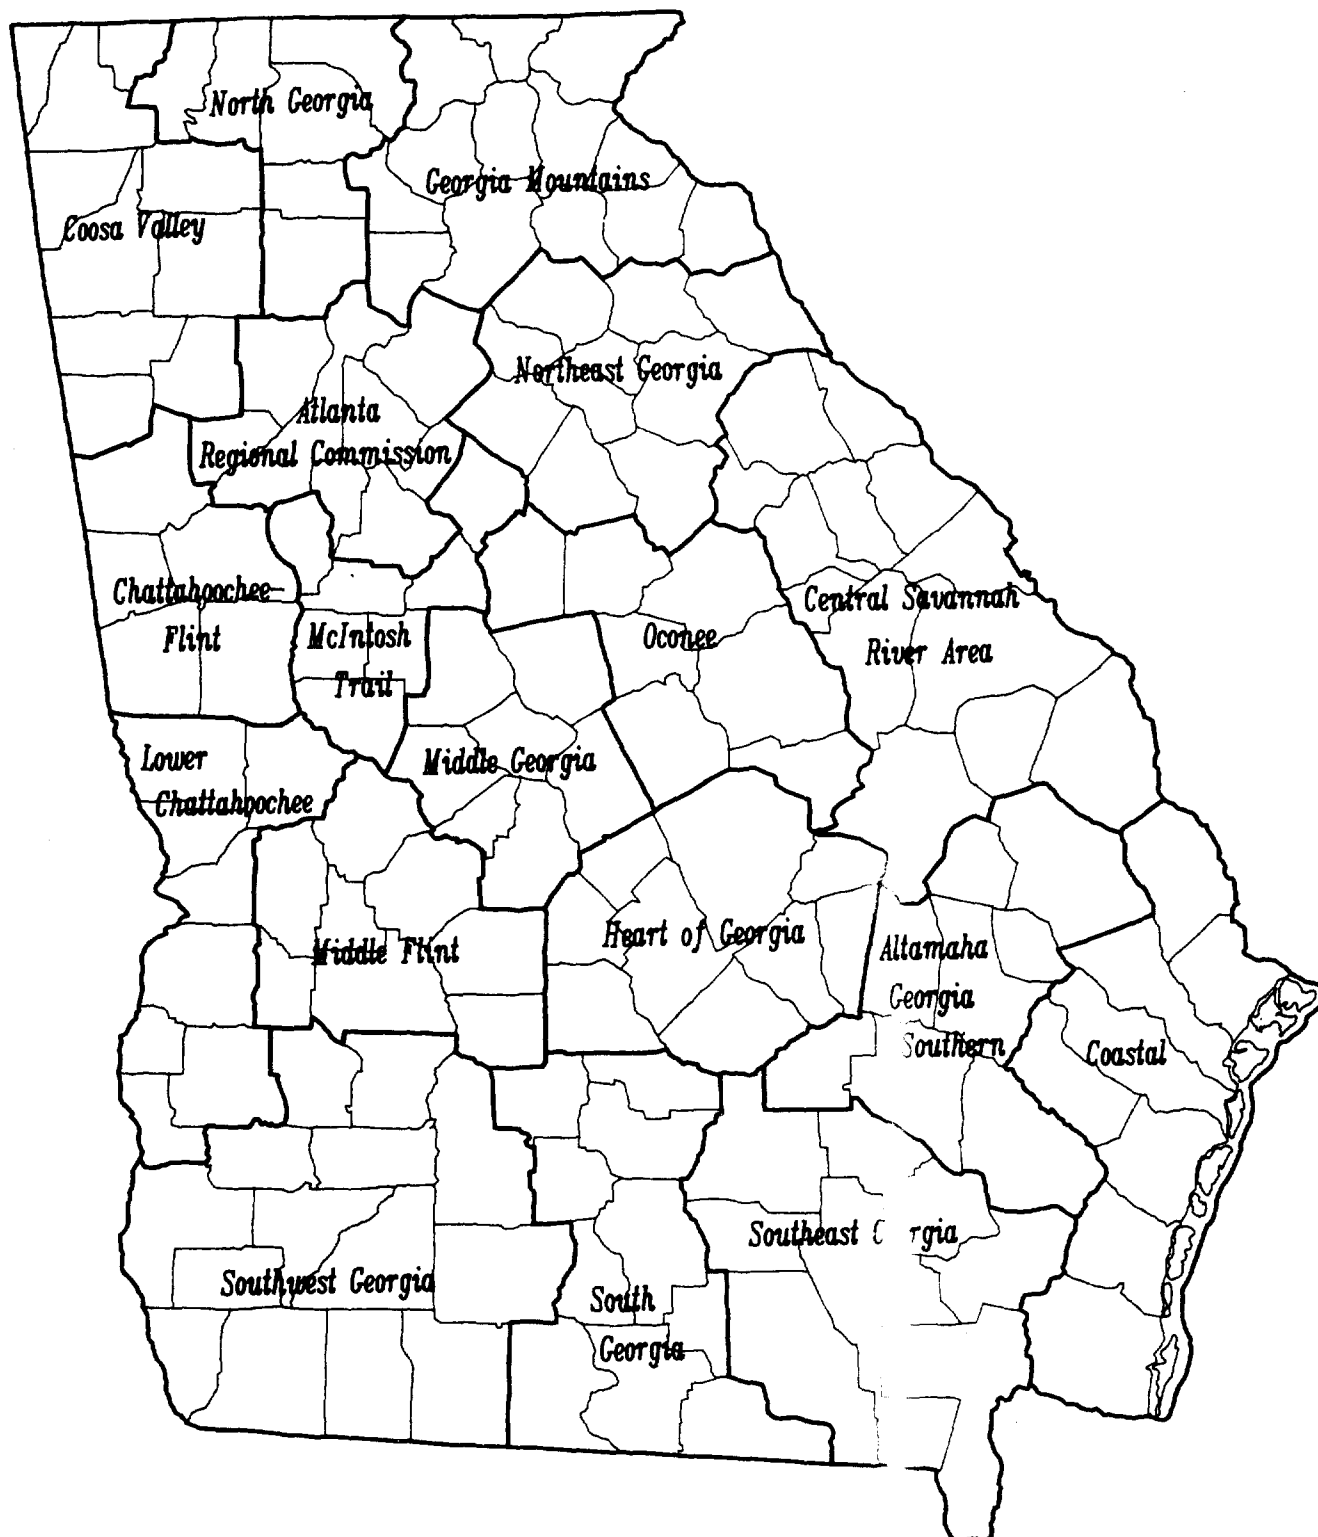 North Georgia
Georgia Mountains
Coosa Valley
Northeast Georgia
Atlanta
Regional Commission
Chattahoochee
Flint
McIntosh
Trail
Oconee
Central Savannah
River Area
Lower
Chattahoochee
Middle Georgia
Middle Flint
Heart of Georgia
Altamaha
Georgia
Southern
Coastal
Southeast G rgia
Southwest Georgia
South
Georgia